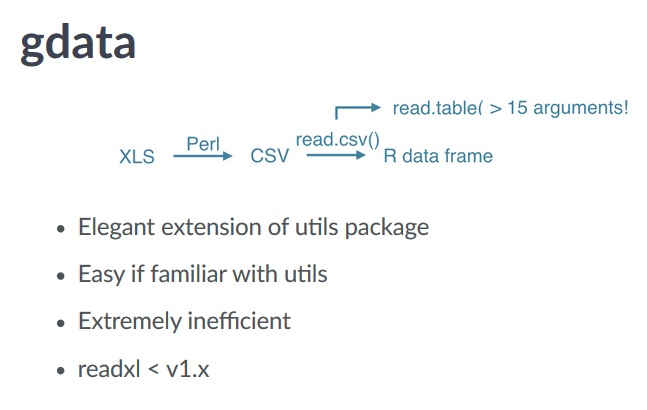 gdata
read.table( > 15 arguments!
XLS Perl CSV read.csv() R data frame
• Elegant extension of utils package
• Easy if familiar with utils
• Extremely inefficient
• readxl < v1.x